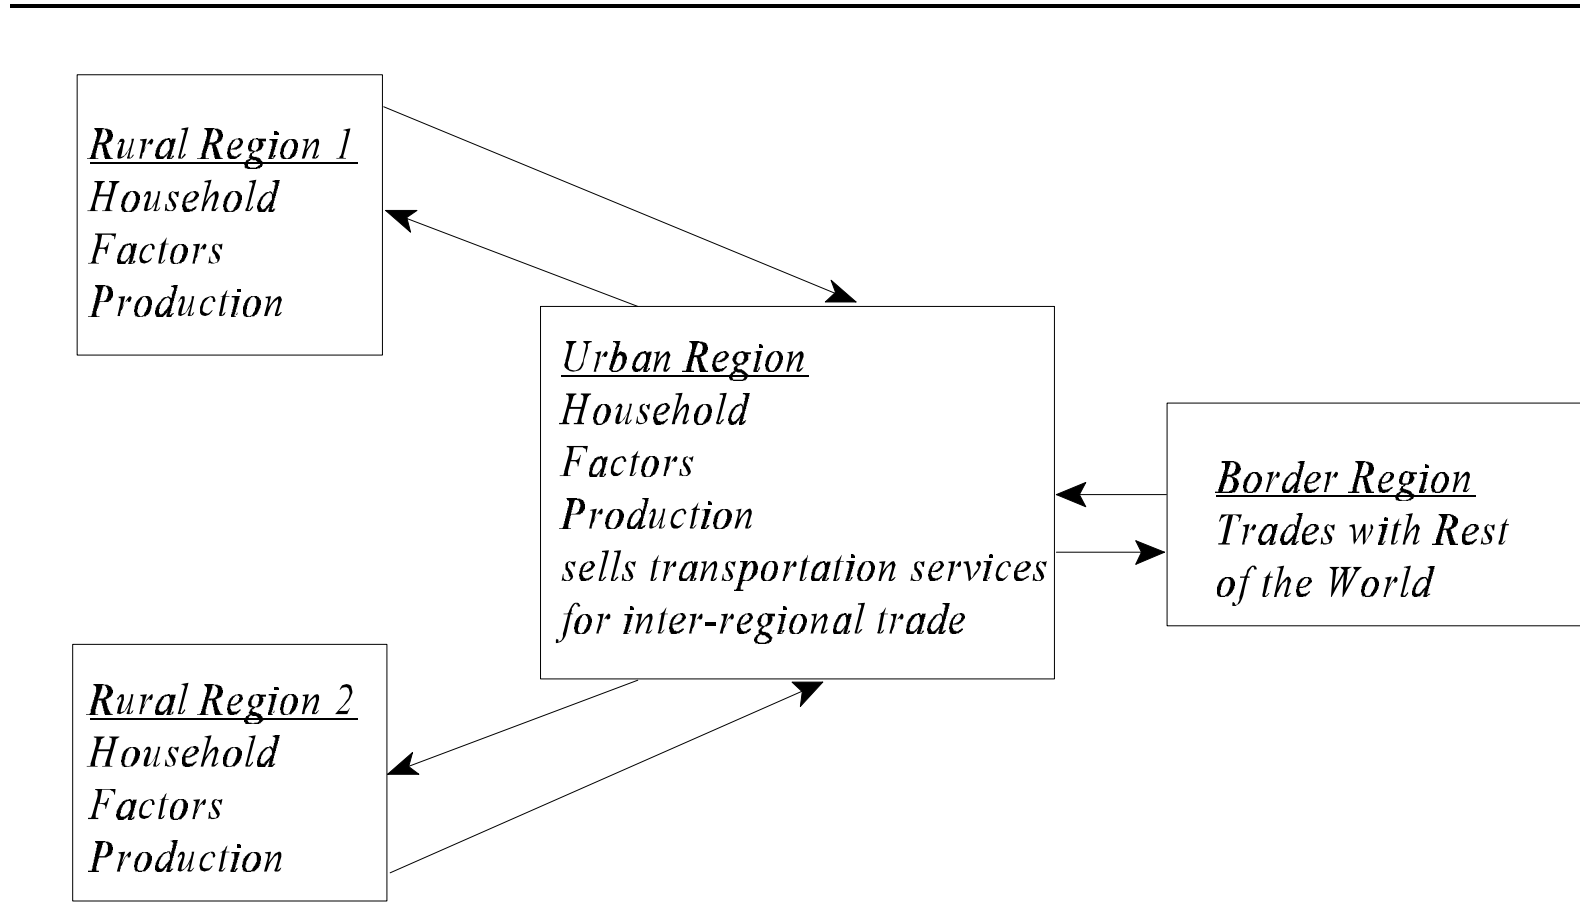 Rural Region 1
Household
Factors
Production
Urban Region
Household
Factors
Production
sells transportation services
for inter-regional trade
Border Region
Trades with Rest
of the World
Rural Region 2
Household
Factors
Production